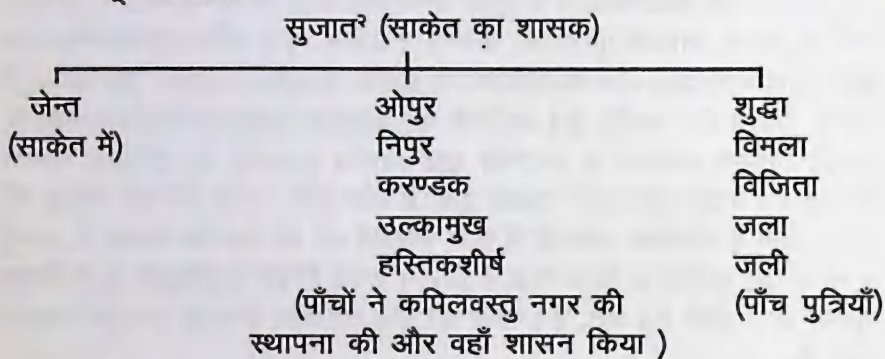 सुजात² (साकेत का शासक)
जेन्त ओपुर शुद्धा
(साकेत में) निपुर विमला
करण्डक विजिता
उल्कामुख जला
हस्तिकशीर्ष जली
(पाँचों ने कपिलवस्तु नगर की (पाँच पुत्रियाँ)
स्थापना की और वहाँ शासन किया )